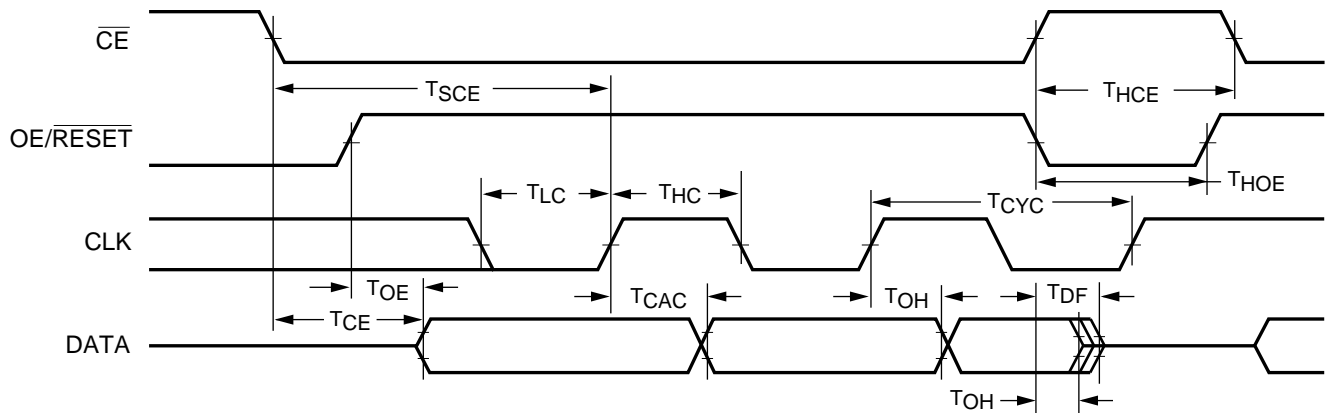 CE
TSCE
THCE
OE/RESET
TLC
THC
TCYC
THOE
CLK
TOE
TCAC
TOH
TDF
TCE
DATA
TOH